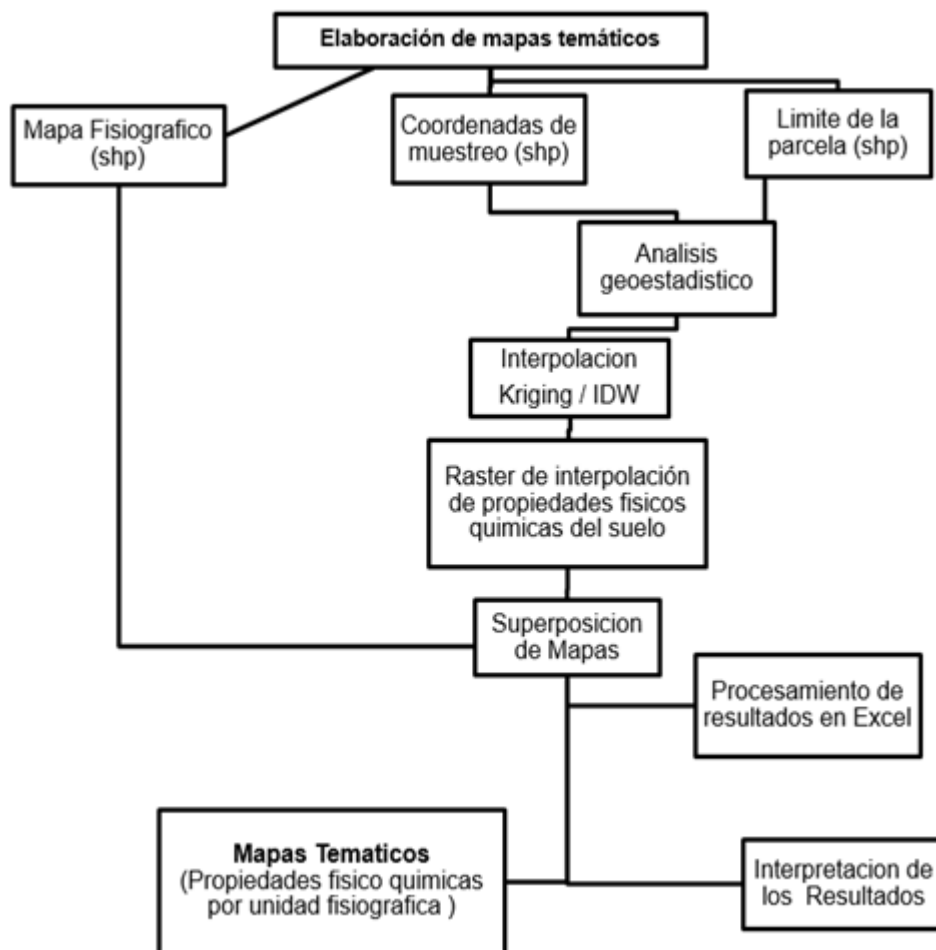 Elaboración de mapas temáticos
Mapa Fisiografico
(shp)
Coordenadas de
muestreo (shp)
Limite de la
parcela (shp)
Analisis
geoestadistico
Interpolacion
Kriging / IDW
Raster de interpolación
de propiedades fisicos
quimicas del suelo
Superposicion
de Mapas
Procesamiento de
resultados en Excel
Mapas Tematicos
(Propiedades fisico quimicas
por unidad fisiografica )
Interpretacion de
los Resultados